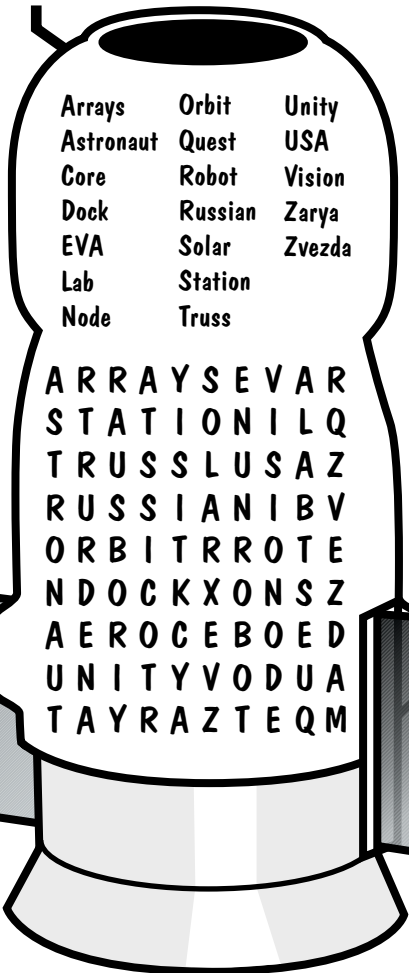 Arrays Orbit Unity
Astronaut Quest USA
Core Robot Vision
Dock Russian Zarya
EVA Solar Zvezda
Lab Station
Node Truss
A R R A Y S E V A R
S T A T I O N I L Q
T R U S S L U S A Z
R U S S I A N I B V
O R B I T R R O T E
N D O C K X O N S Z
A E R O C E B O E D
U N I T Y V O D U A
T A Y R A Z T E Q M